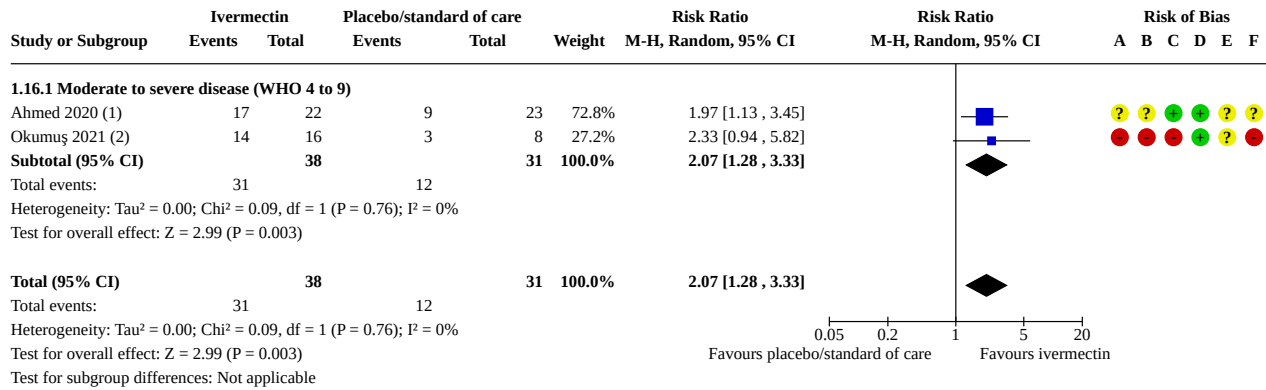 Ivermectin Placebo/standard of care Risk Ratio Risk Ratio Risk of Bias
Study or Subgroup Events Total Events Total Weight M-H, Random, 95% CI M-H, Random, 95% CI A B C D E F
1.16.1 Moderate to severe disease (WHO 4 to 9)
Ahmed 2020 (1) 17 22 9 23 72.8% 1.97 [1.13 , 3.45] ? ? + + ? ?
Okumuş 2021 (2) 14 16 3 8 27.2% 2.33 [0.94 , 5.82] - - - + ? -
Subtotal (95% CI) 38 31 100.0% 2.07 [1.28 , 3.33]
Total events: 31 12
Heterogeneity: Tau² = 0.00; Chi² = 0.09, df = 1 (P = 0.76); I² = 0%
Test for overall effect: Z = 2.99 (P = 0.003)
Total (95% CI) 38 31 100.0% 2.07 [1.28 , 3.33]
Total events: 31 12
Heterogeneity: Tau² = 0.00; Chi² = 0.09, df = 1 (P = 0.76); I² = 0%
0.05 0.2 1 5 20
Test for overall effect: Z = 2.99 (P = 0.003) Favours placebo/standard of care Favours ivermectin
Test for subgroup differences: Not applicable